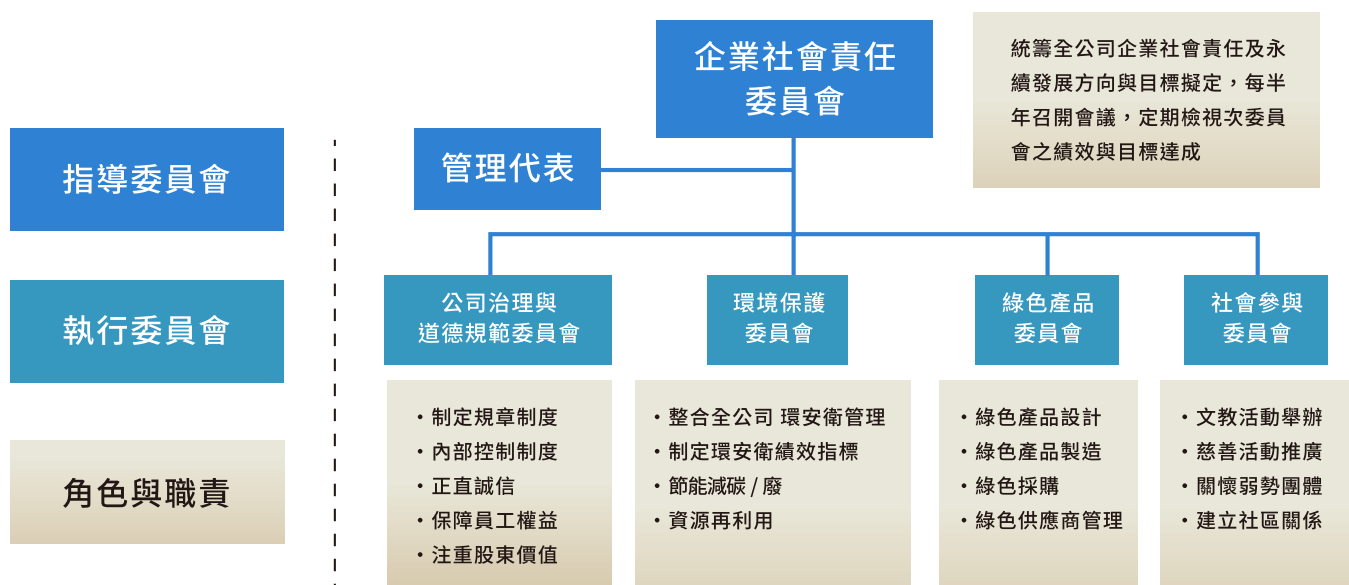 指導委員會
執行委員會
角色與職責
企業社會責任
委員會
管理代表
統籌全公司企業社會責任及永
續發展方向與目標擬定，每半
年召開會議，定期檢視次委員
會之績效與目標達成
公司治理與
道德規範委員會
・制定規章制度
・內部控制制度
・正直誠信
・保障員工權益
・注重股東價值
環境保護
委員會
・整合全公司 環安衛管理
・制定環安衛績效指標
・節能減碳 / 廢
・資源再利用
綠色產品
委員會
・綠色產品設計
・綠色產品製造
・綠色採購
・綠色供應商管理
社會參與
委員會
・文教活動舉辦
・慈善活動推廣
・關懷弱勢團體
・建立社區關係